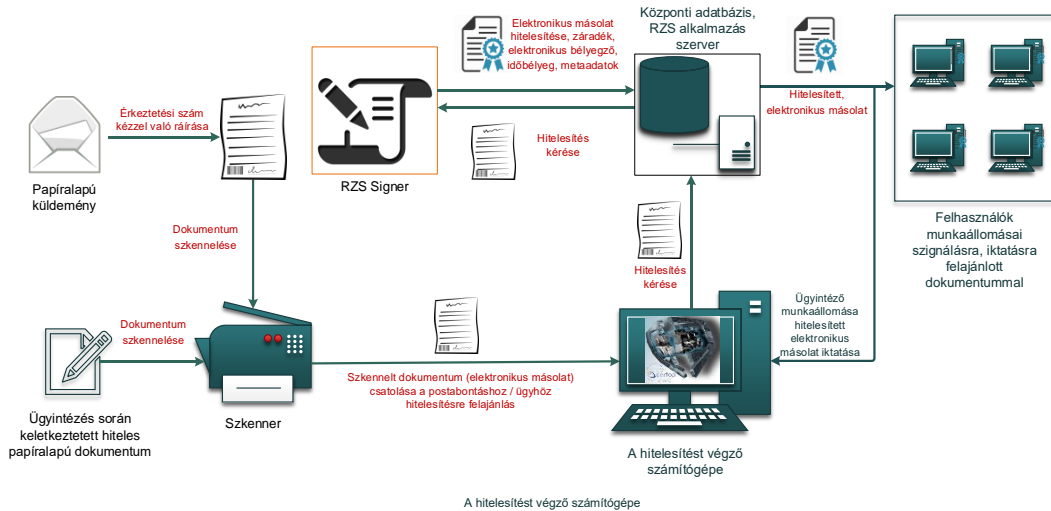 Elektronikus másolat
hitelesítése, záradék,
elektronikus bélyegző,
időbélyeg, metaadatok
Központi adatbázis,
RZS alkalmazás
szerver
Érkeztetési szám
kézzel való ráírása
Hitelesített,
elektronikus másolat
Hitelesítés
kérése
Papíralapú
küldemény
RZS Signer
Dokumentum
szkennelése
Felhasználók
munkaállomásai
szignálásra, iktatásra
felajánlott
dokumentummal
Hitelesítés
kérése
Ügyintéző
munkaállomása
hitelesített
elektronikus
másolat iktatása
Dokumentum
szkennelése
Szkennelt dokumentum (elektronikus másolat)
csatolása a postabontáshoz / ügyhöz
hitelesítésre felajánlás
Ügyintézés során
keletkeztetett hiteles
papíralapú dokumentum
Szkenner
A hitelesítést végző
számítógépe
A hitelesítést végző számítógépe